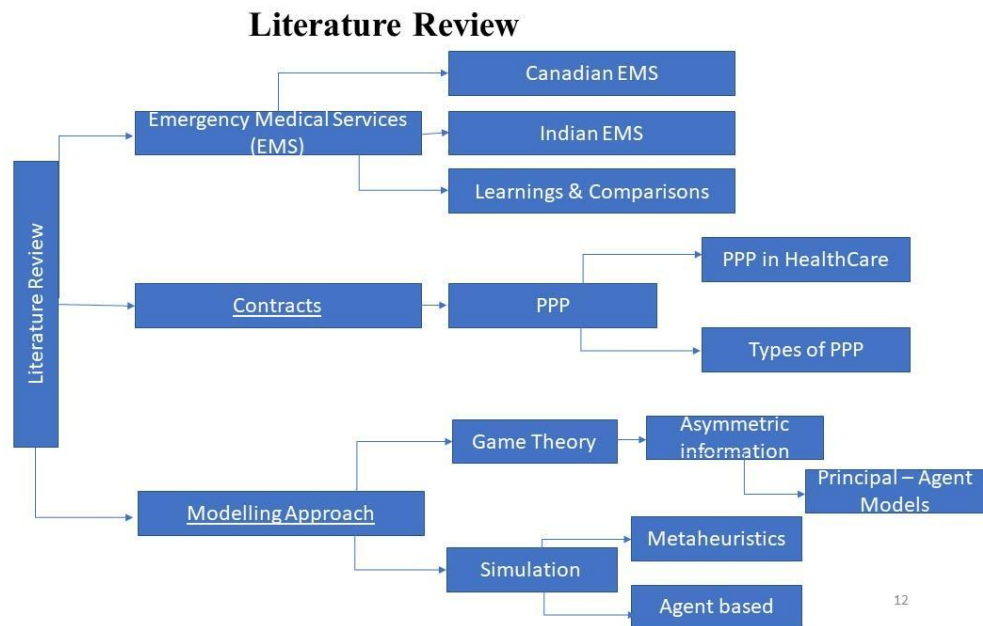 Literature Review
Canadian EMS
Emergency Medical Services
(EMS)
Indian EMS
Learnings & Comparisons
Literature Review
PPP in HealthCare
Contracts
PPP
Types of PPP
Game Theory
Asymmetric
information
Principal – Agent
Models
Modelling Approach
Metaheuristics
Simulation
Agent based
12